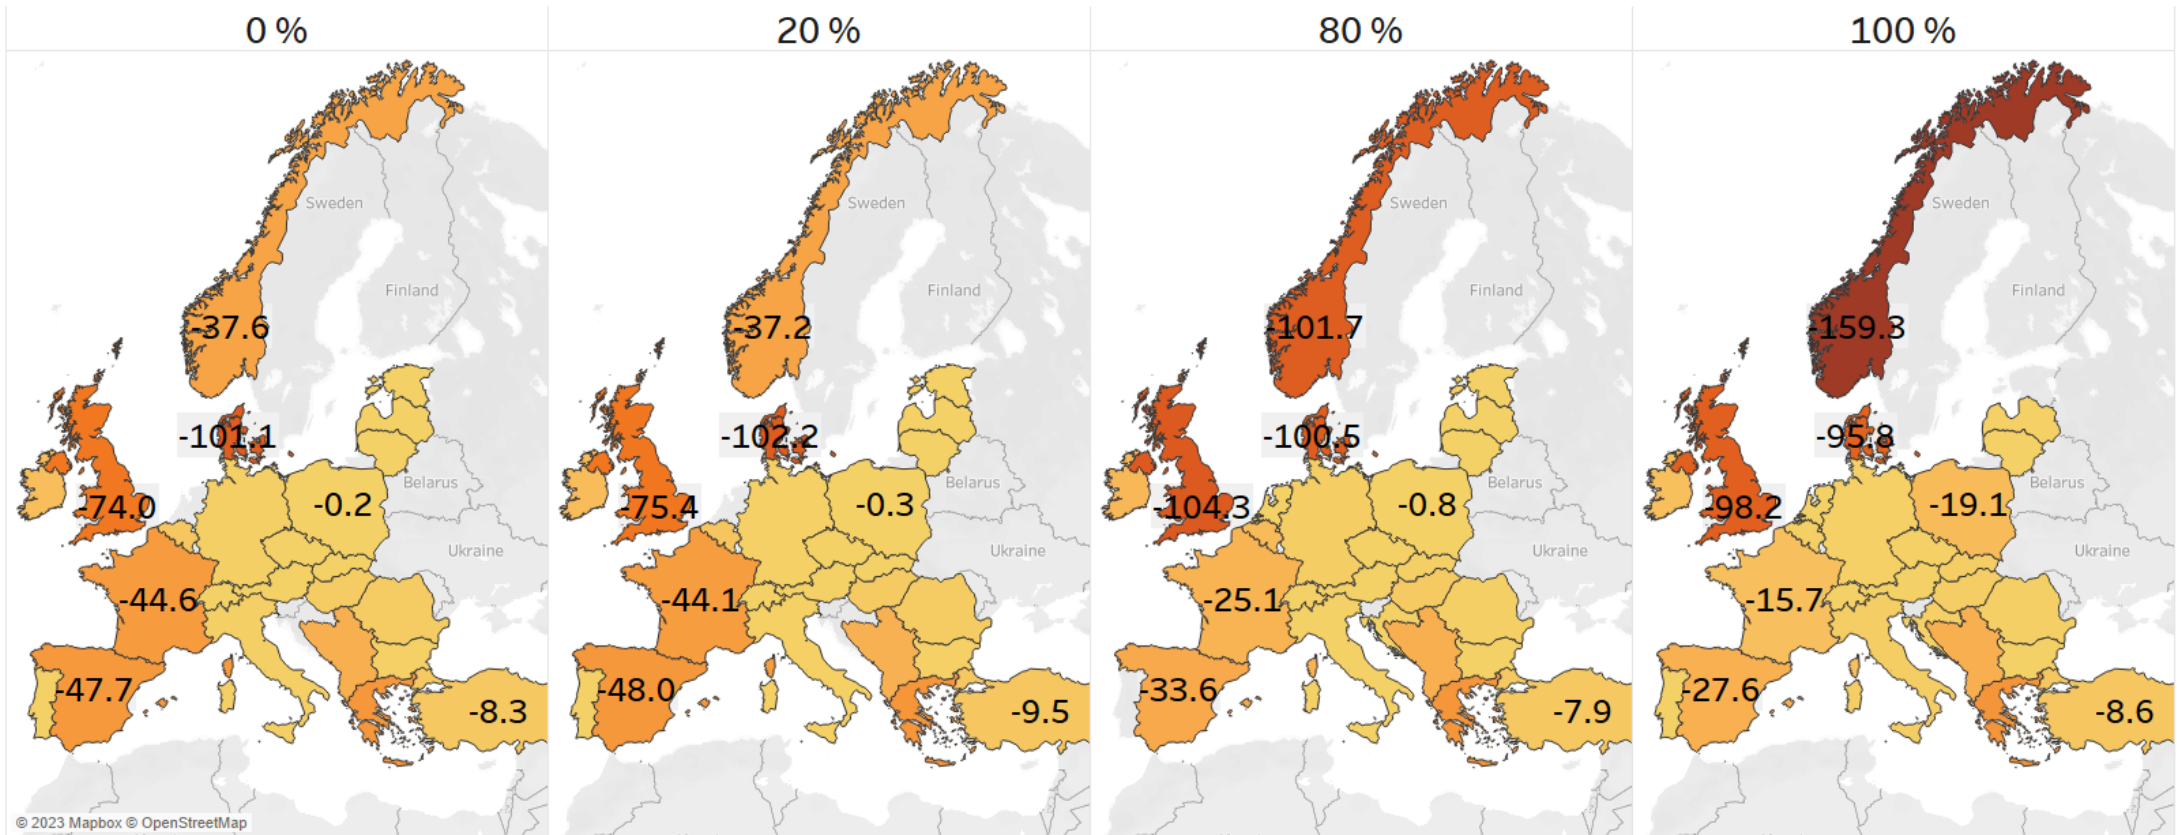 0 %
20 %
80 %
100 %
Sweden
Finland
-37.6
-101.1
-74.0
-0.2
Belarus
Ukraine
-44.6
-47.7
-8.3
© 2023 Mapbox © OpenStreetMap
Sweden
Finland
-37.2
-102.2
-75.4
-0.3
Belarus
Ukraine
-44.1
-48.0
-9.5
Sweden
Finland
-101.7
-100.5
-104.3
-0.8
Belarus
Ukraine
-25.1
-33.6
-7.9
Sweden
Finland
-159.3
-95.8
-98.2
-19.1
Belarus
Ukraine
-15.7
-27.6
-8.6